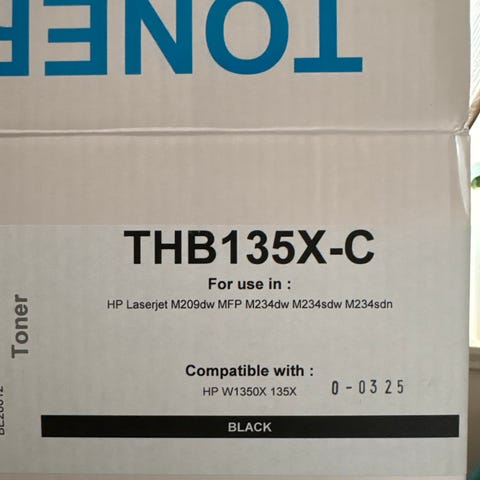 TONER
THB135X-C
For use in :
HP Laserjet M209dw MFP M234dw M234sdw M234sdn
Toner
Compatible with :
HP W1350X 135X
0-0325
BLACK